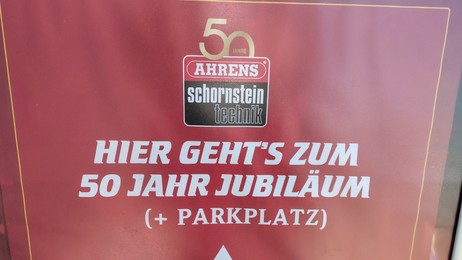 50
JAHRE
AHRENS
schornstein
technik
HIER GEHT'S ZUM
50 JAHR JUBILÄUM
(+ PARKPLATZ)